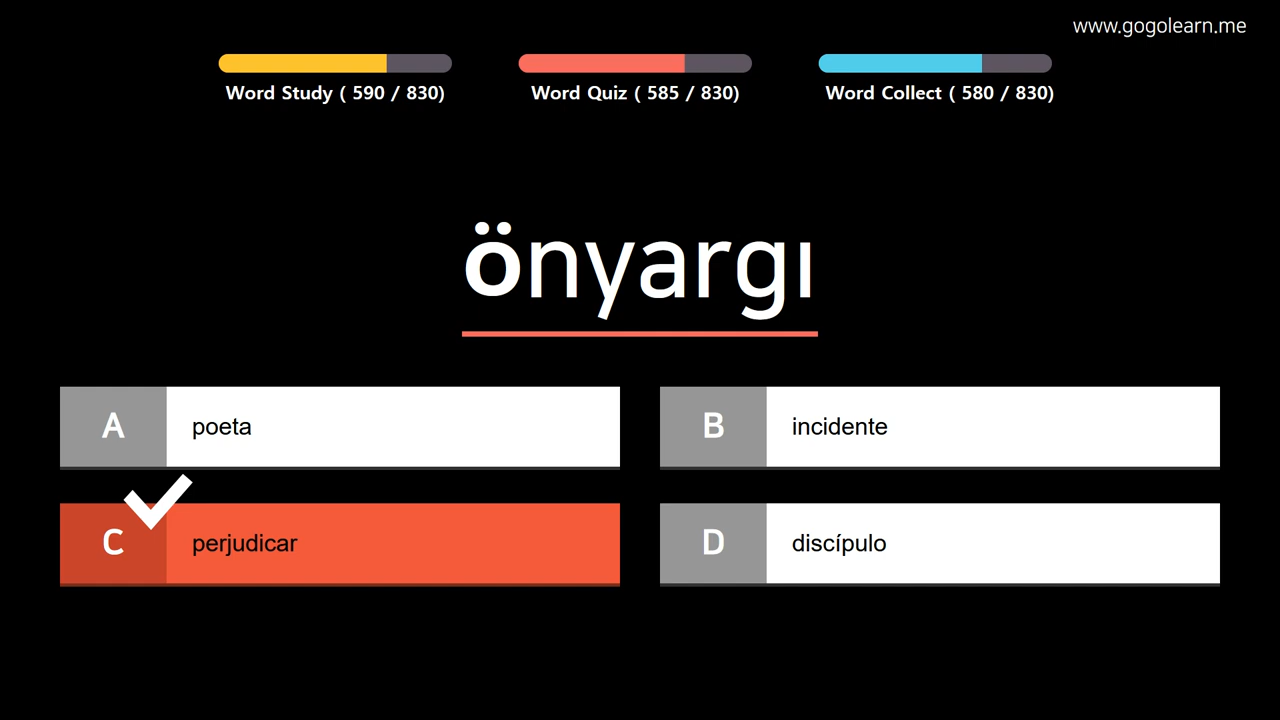 www.gogolearn.me
Word Study ( 590 / 830)
Word Quiz ( 585 / 830)
Word Collect ( 580 / 830)
önyargı
A poeta
B incidente
C perjudicar
D discípulo